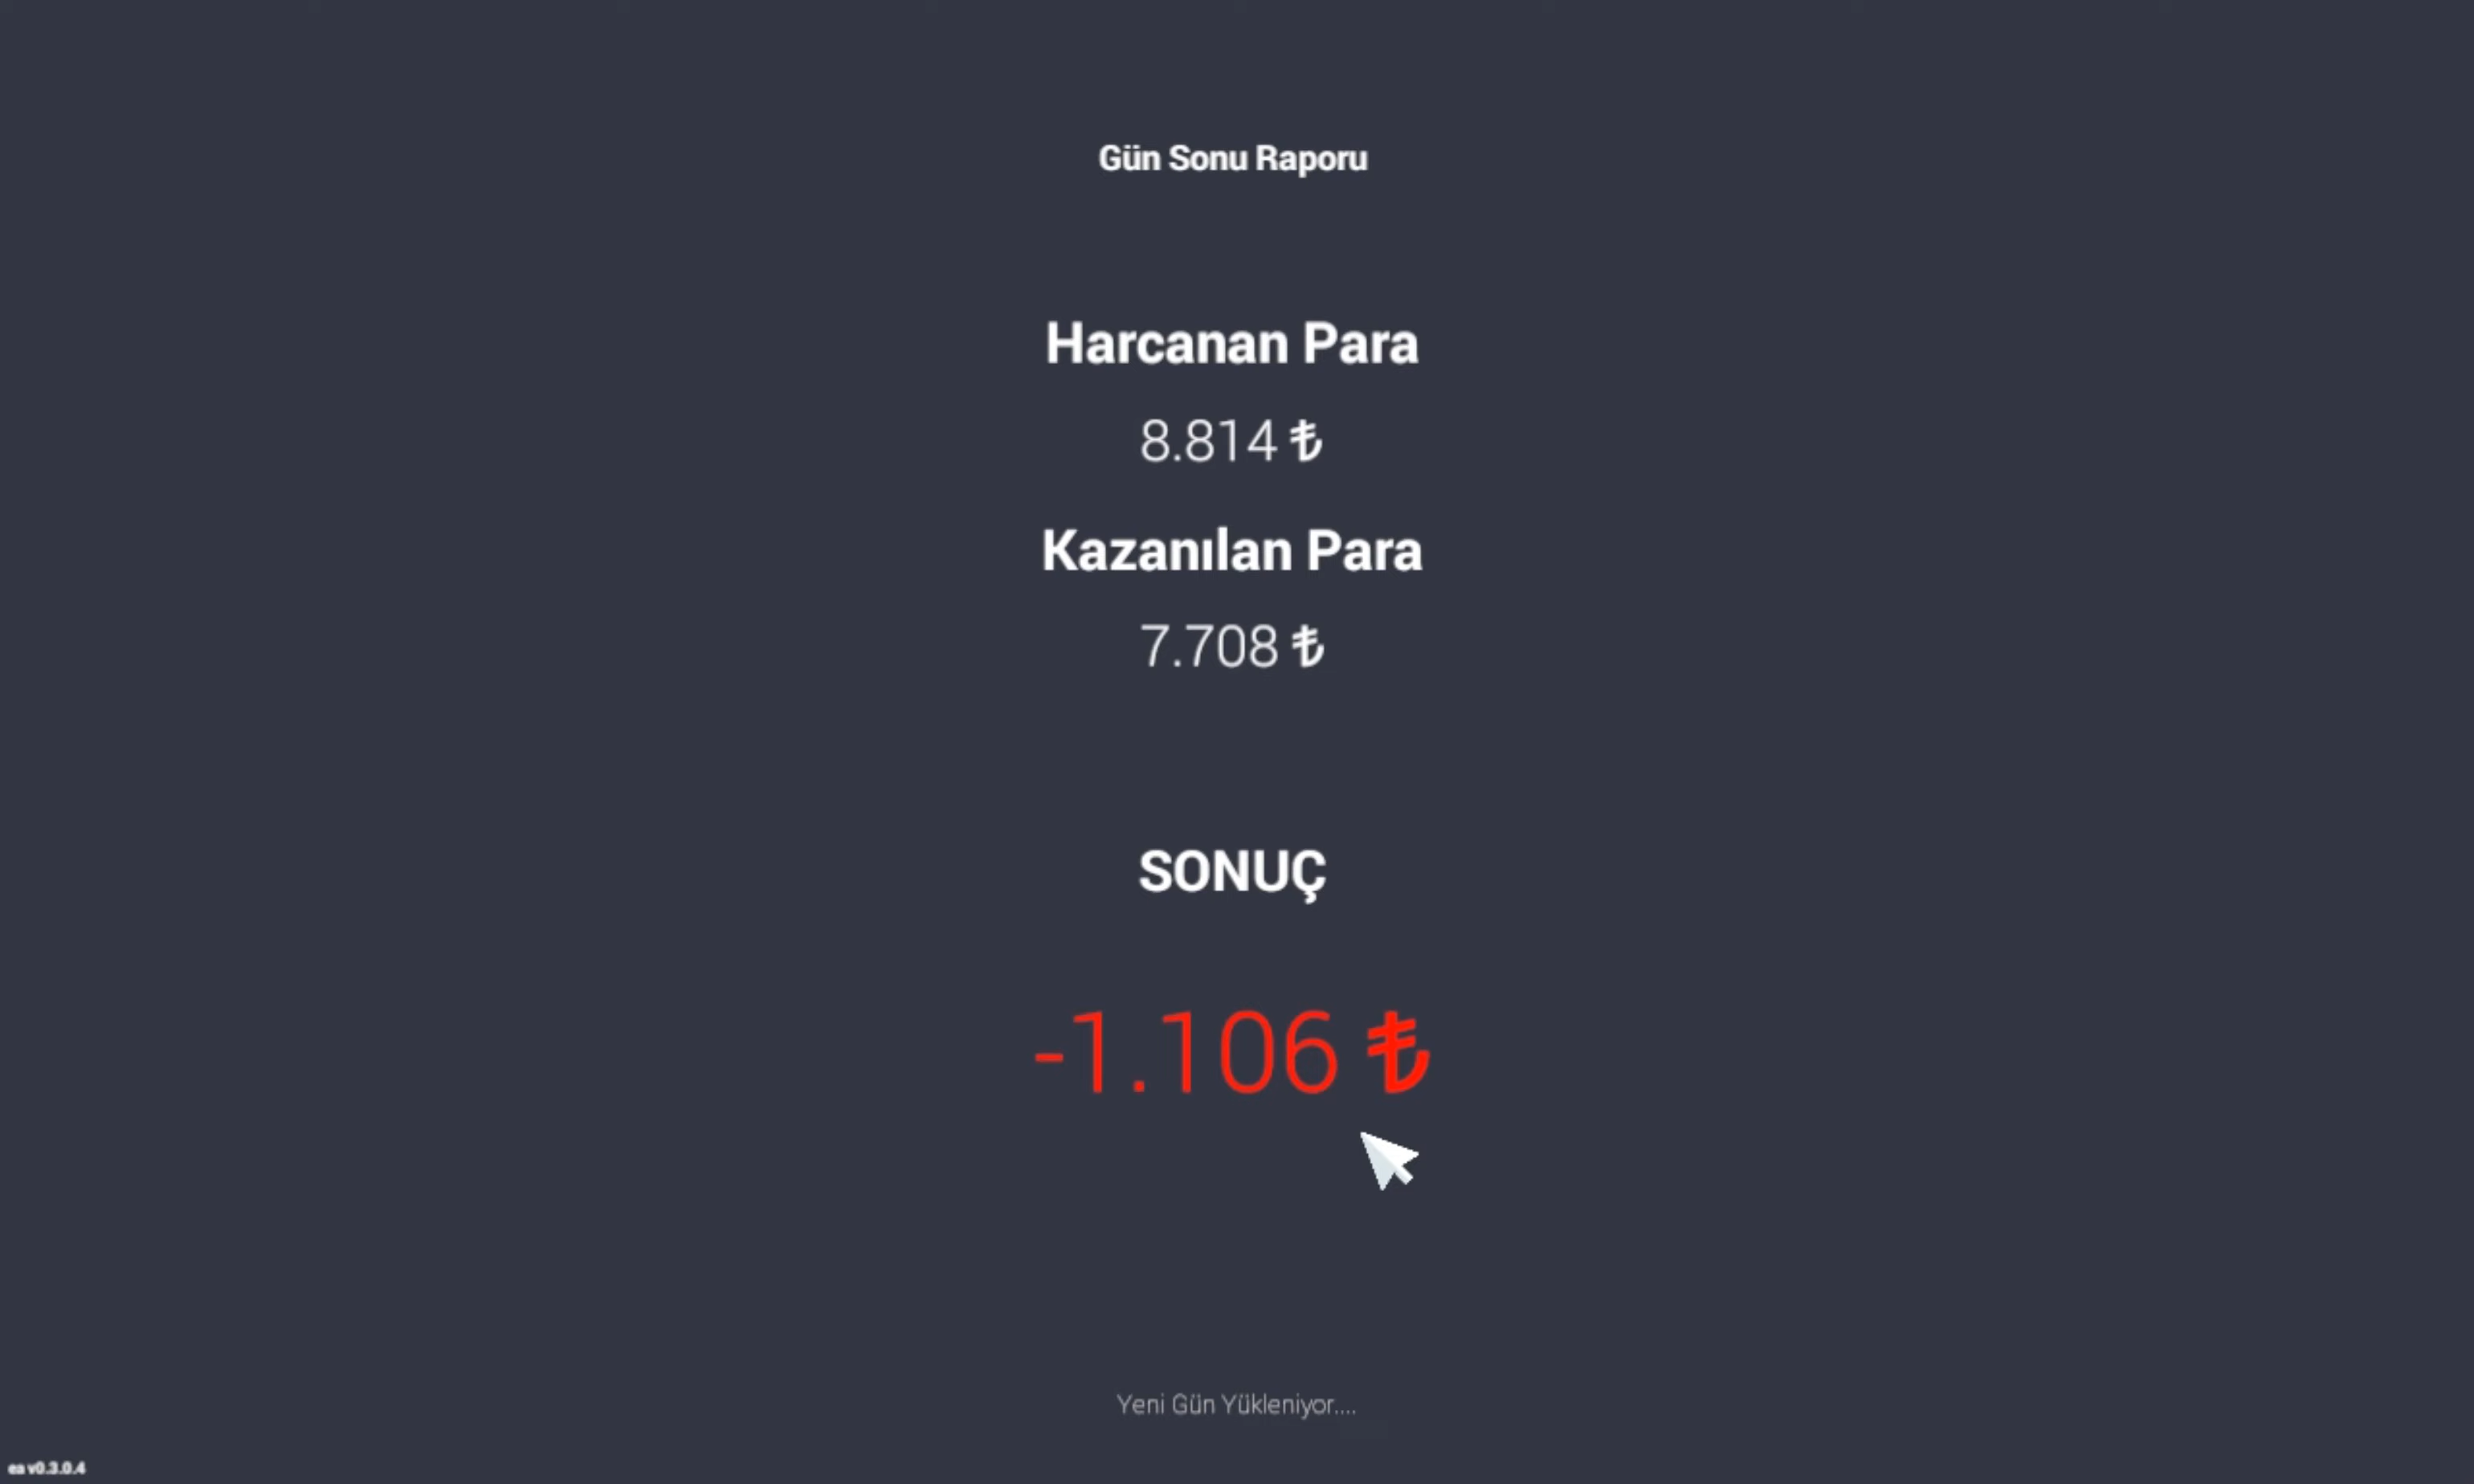 Gün Sonu Raporu
Harcanan Para
8.814 ₺
Kazanılan Para
7.708 ₺
SONUÇ
-1.106 ₺
Yeni Gün Yükleniyor....
ea v0.3.0.4